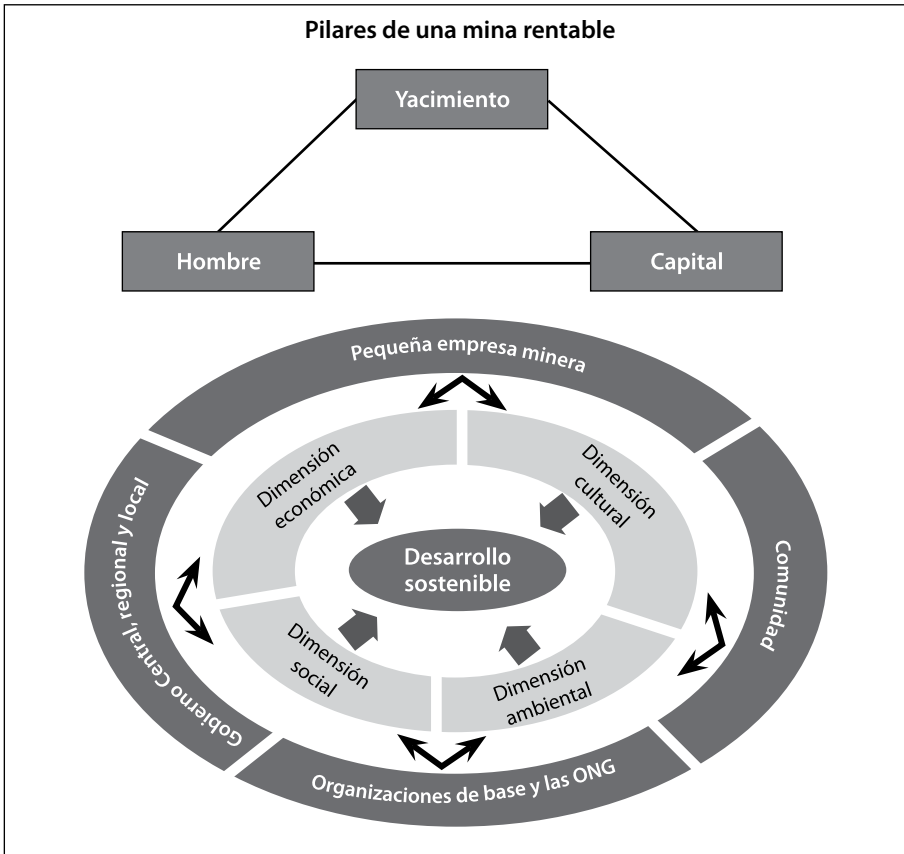 Pilares de una mina rentable
Yacimiento
Hombre
Capital
Pequeña empresa minera
Dimensión
económica
Dimensión
cultural
Gobierno Central, regional y local
Desarrollo
sostenible
Comunidad
Dimensión
social
Dimensión
ambiental
Organizaciones de base y las ONG